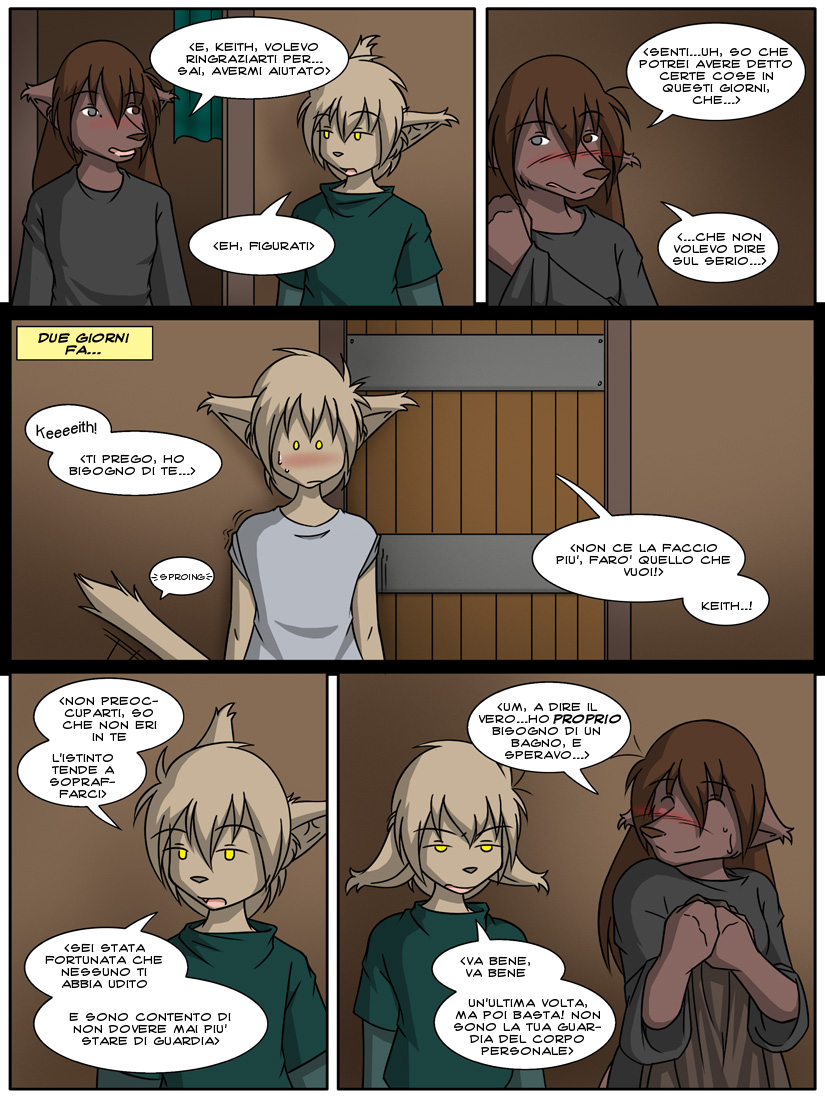 <E, KEITH, VOLEVO
RINGRAZIARTI PER...
SAI, AVERMI AIUTATO>
<EH, FIGURATI>
<SENTI...UH, SO CHE
POTREI AVERE DETTO
CERTE COSE IN
QUESTI GIORNI,
CHE...>
<...CHE NON
VOLEVO DIRE
SUL SERIO...>
DUE GIORNI
FA...
Keeeeith!
<TI PREGO, HO
BISOGNO DI TE...>
SPROING
<NON CE LA FACCIO
PIU', FARO' QUELLO CHE
VUOI!>
KEITH..!
<NON PREOC-
CUPARTI, SO
CHE NON ERI
IN TE
L'ISTINTO
TENDE A
SOPRAF-
FARCI>
<SEI STATA
FORTUNATA CHE
NESSUNO TI
ABBIA UDITO
E SONO CONTENTO DI
NON DOVERE MAI PIU'
STARE DI GUARDIA>
<UM, A DIRE IL
VERO...HO PROPRIO
BISOGNO DI UN
BAGNO, E
SPERAVO...>
<VA BENE,
VA BENE
UN'ULTIMA VOLTA,
MA POI BASTA! NON
SONO LA TUA GUAR-
DIA DEL CORPO
PERSONALE>